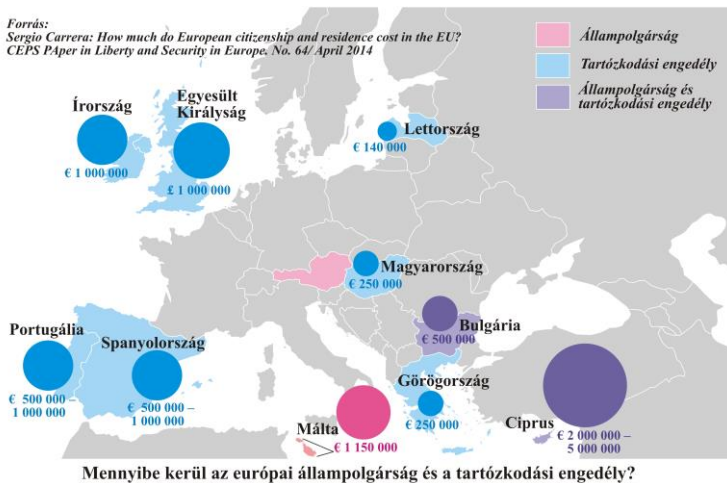 Forrás:
Sergio Carrera: How much do European citizenship and residence cost in the EU?
CEPS PAper in Liberty and Security in Europe, No. 64/ April 2014
Állampolgárság
Tartózkodási engedély
Állampolgárság és
tartózkodási engedély
Írország
€ 1 000 000
Egyesült
Királyság
£ 1 000 000
Lettország
€ 140 000
Magyarország
€ 250 000
Bulgária
€ 500 000
Portugália
€ 500 000 –
1 000 000
Spanyolország
€ 500 000 –
1 000 000
Görögország
€ 250 000
Málta
€ 1 150 000
Ciprus
€ 2 000 000 –
5 000 000
Mennyibe kerül az európai állampolgárság és a tartózkodási engedély?